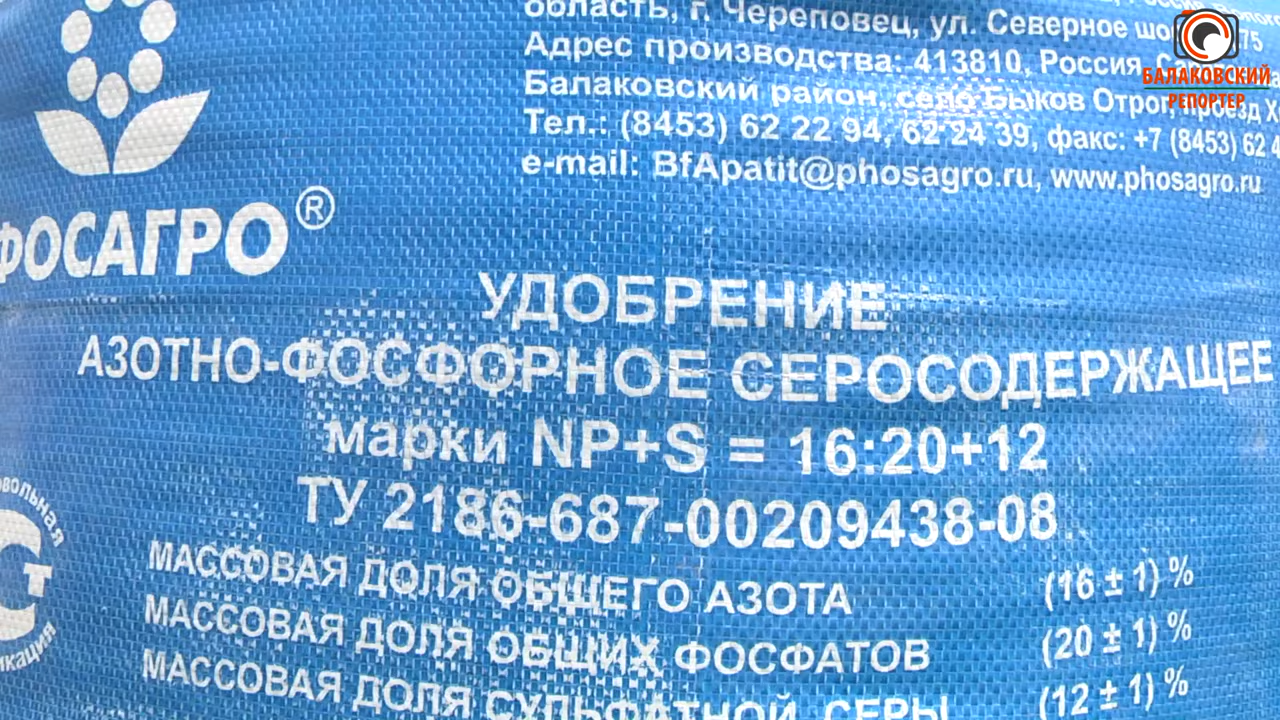 область, г. Череповец, ул. Северное 75
Адрес производства: 413810, Россия,
Балаковский район, село Быков Отрог, проезд
Тел.: (8453) 62 22 94, 62 24 39, факс: +7 (8453) 62
e-mail: BfApatit@phosagro.ru, www.phosagro.ru
БАЛАКОВСКИЙ
РЕПОРТЕР
ФОСАГРО®
УДОБРЕНИЕ
АЗОТНО-ФОСФОРНОЕ СЕРОСОДЕРЖАЩЕЕ
марки NP+S = 16:20+12
ТУ 2186-687-00209438-08
МАССОВАЯ ДОЛЯ ОБЩЕГО АЗОТА (16 ± 1) %
МАССОВАЯ ДОЛЯ ОБЩИХ ФОСФАТОВ (20 ± 1) %
МАССОВАЯ ДОЛЯ СУЛЬФАТНОЙ СЕРЫ (12 ± 1) %